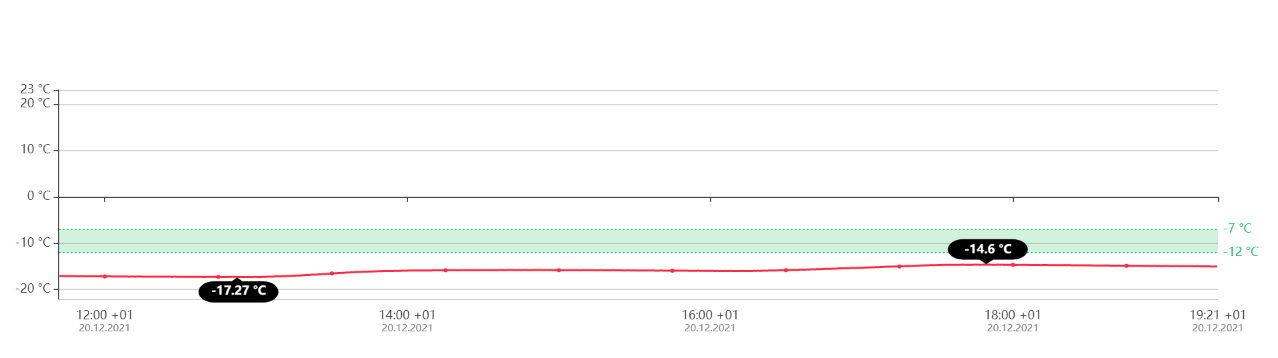 23 °C
20 °C
10 °C
0 °C
-7 °C
-10 °C
-14.6 °C
-12 °C
-20 °C
-17.27 °C
12:00 +01 14:00 +01 16:00 +01 18:00 +01 19:21 +01
20.12.2021 20.12.2021 20.12.2021 20.12.2021 20.12.2021